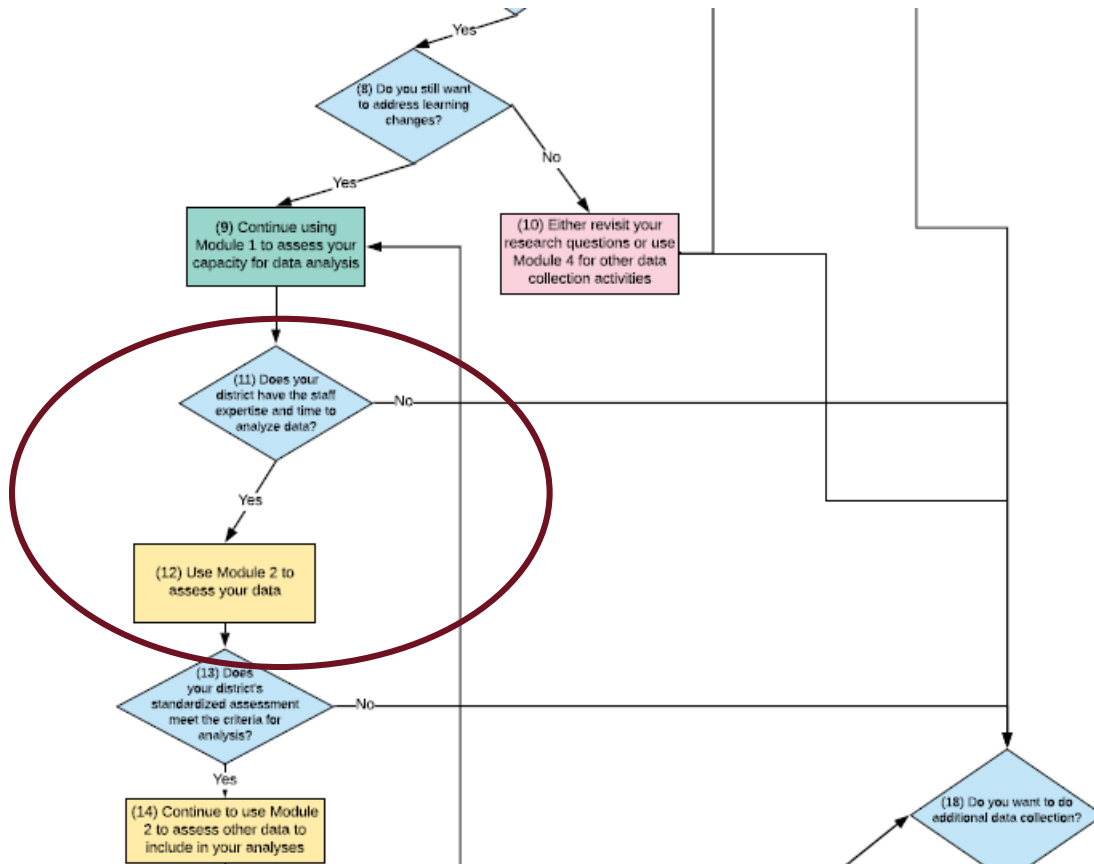 Yes
(8) Do you still want
to address learning
changes?
No
Yes
(9) Continue using
Module 1 to assess your
capacity for data analysis
(10) Either revisit your
research questions or use
Module 4 for other data
collection activities
(11) Does your
district have the staff
expertise and time to
analyze data?
No
Yes
(12) Use Module 2 to
assess your data
(13) Does
your district's
standardized assessment
meet the criteria for
analysis?
No
Yes
(14) Continue to use Module
2 to assess other data to
include in your analyses
(18) Do you want to do
additional data collection?